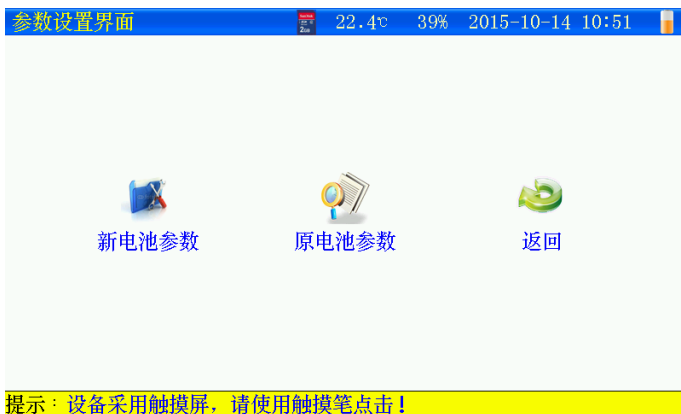 参数设置界面 22.4℃ 39% 2015-10-14 10:51
新电池参数 原电池参数 返回
提示：设备采用触摸屏，请使用触摸笔点击！